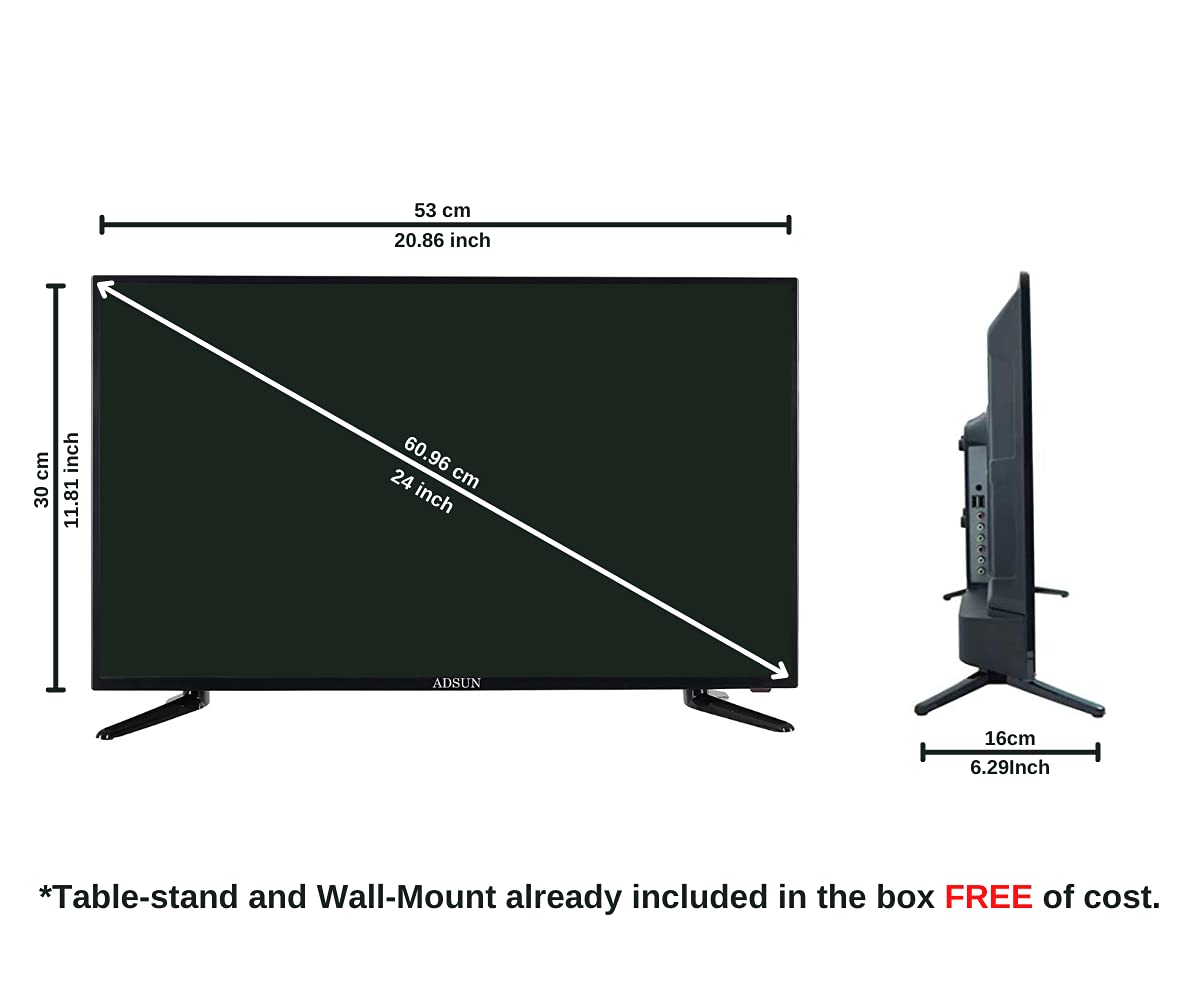 53 cm
20.86 inch
30 cm
11.81 inch
60.96 cm
24 inch
ADSUN
16cm
6.29Inch
*Table-stand and Wall-Mount already included in the box FREE of cost.